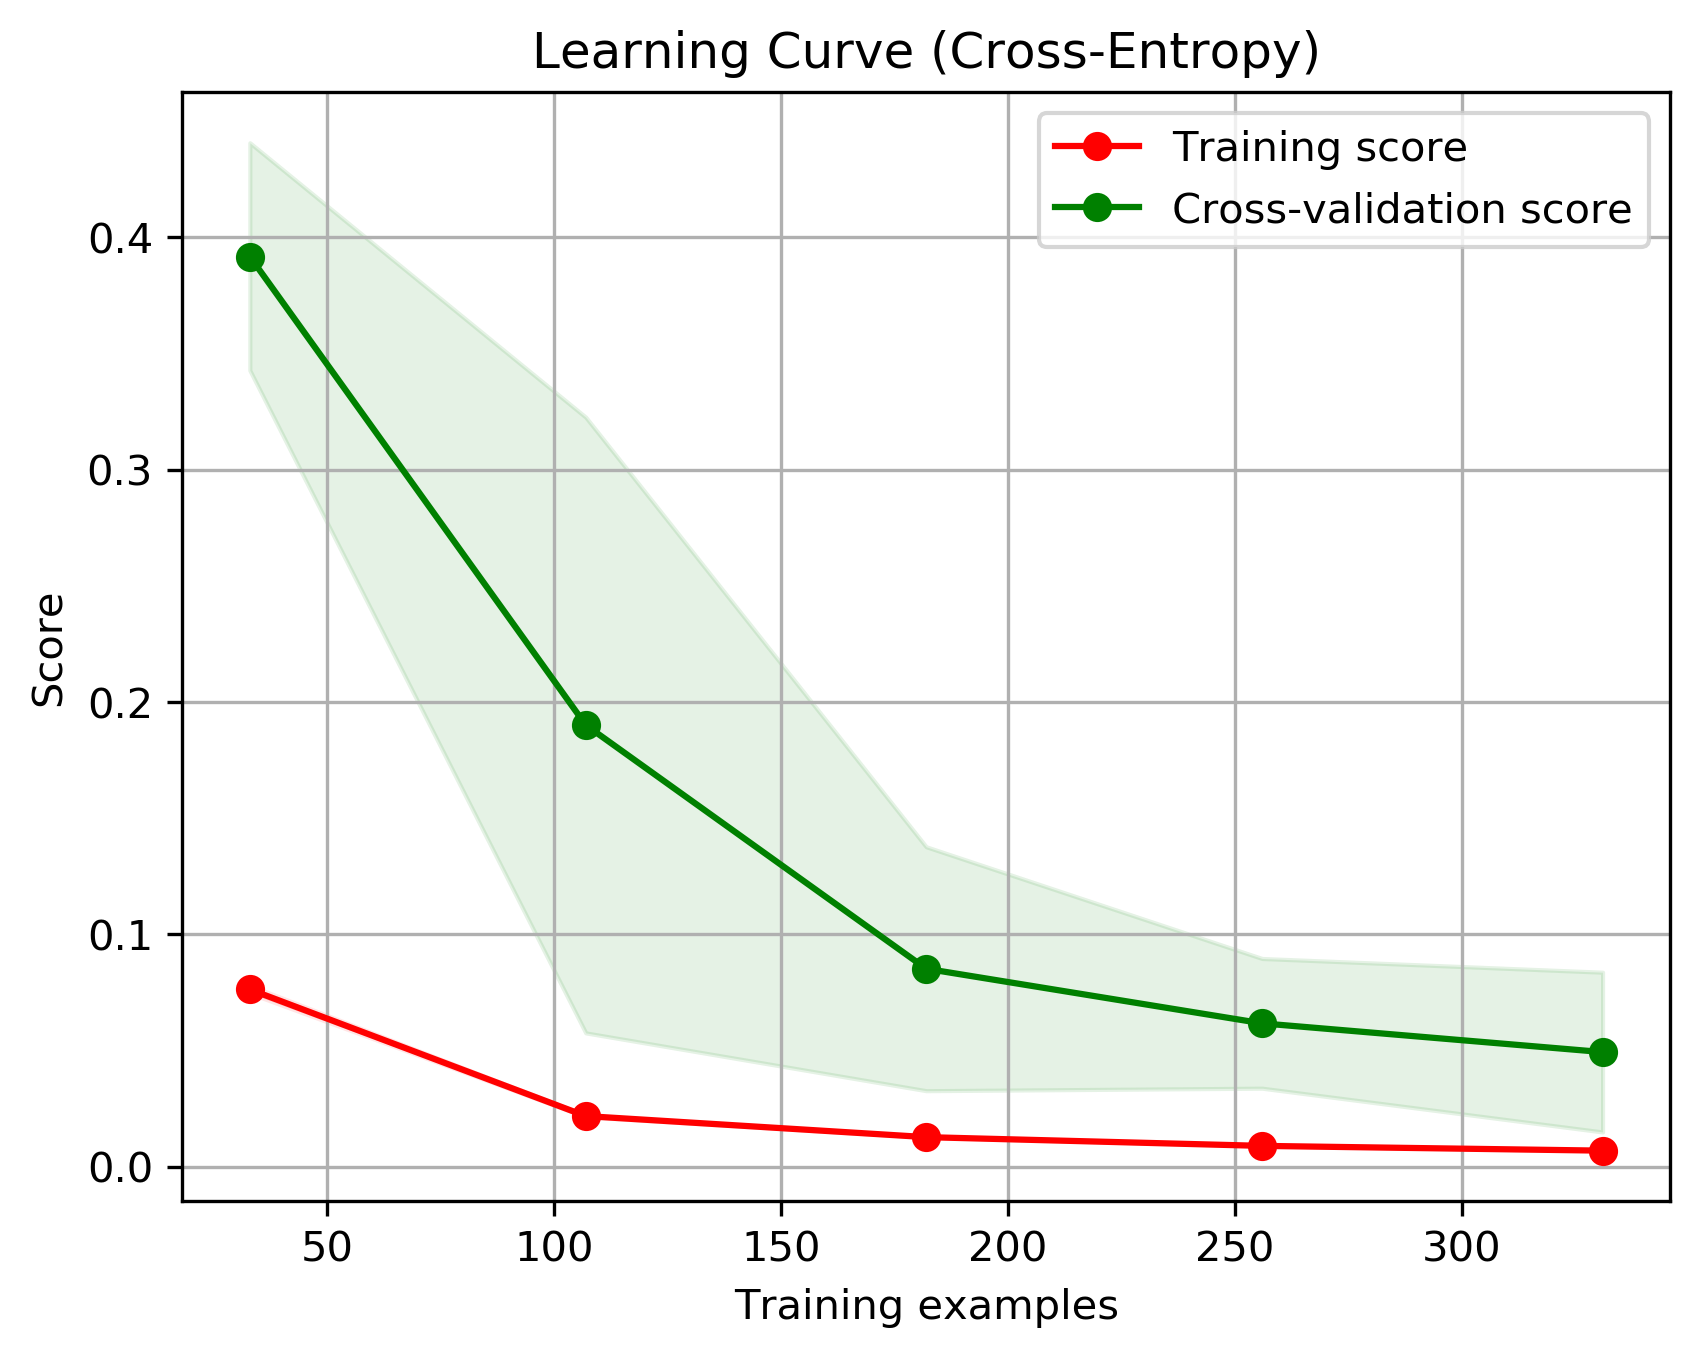 Learning Curve (Cross-Entropy)
Training score
Cross-validation score
0.4
0.3
0.2
0.1
0.0
Score
50 100 150 200 250 300
Training examples